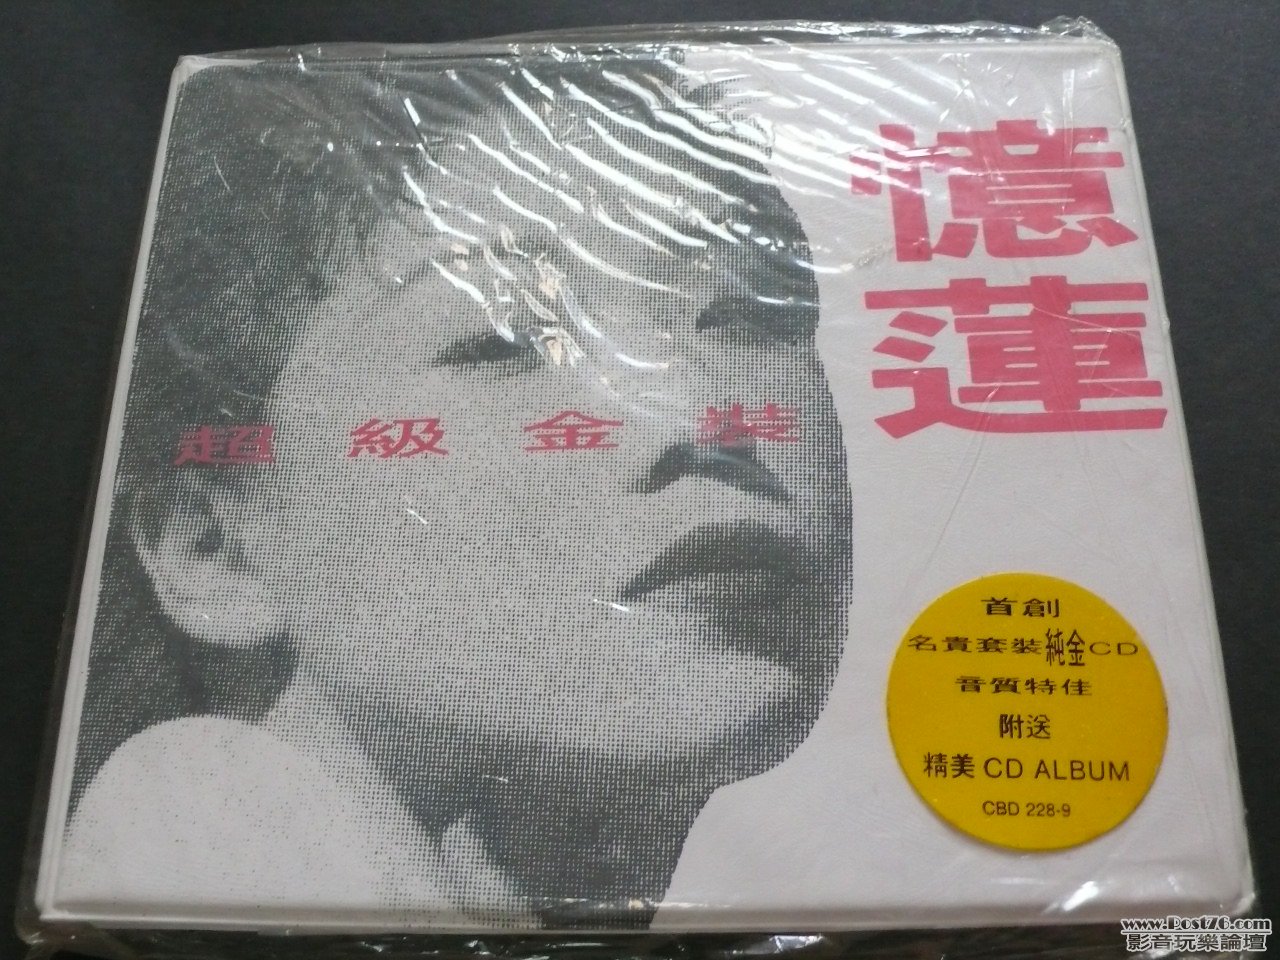 憶蓮
超級金裝
首創
名貴套裝純金CD
音質特佳
附送
精美 CD ALBUM
CBD 228-9
www.Post76.com
影音玩樂論壇